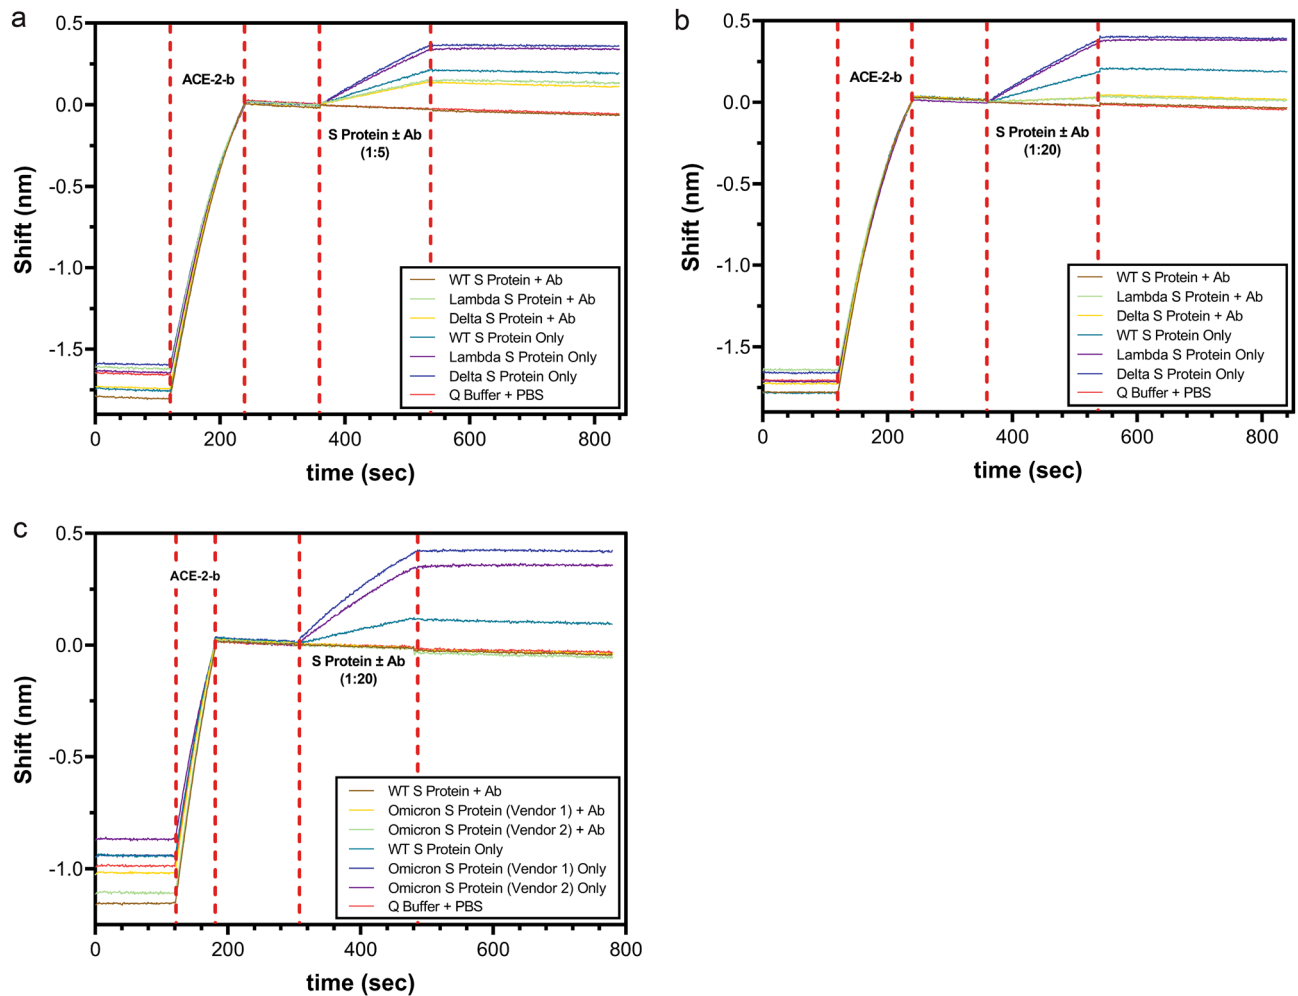 a
0.5
0.0
-0.5
-1.0
-1.5
Shift (nm)
ACE-2-b
S Protein ± Ab
(1:5)
WT S Protein + Ab
Lambda S Protein + Ab
Delta S Protein + Ab
WT S Protein Only
Lambda S Protein Only
Delta S Protein Only
Q Buffer + PBS
0 200 400 600 800
time (sec)
b
0.5
0.0
-0.5
-1.0
-1.5
Shift (nm)
ACE-2-b
S Protein ± Ab
(1:20)
WT S Protein + Ab
Lambda S Protein + Ab
Delta S Protein + Ab
WT S Protein Only
Lambda S Protein Only
Delta S Protein Only
Q Buffer + PBS
0 200 400 600 800
time (sec)
c
0.5
0.0
-0.5
-1.0
Shift (nm)
ACE-2-b
S Protein ± Ab
(1:20)
WT S Protein + Ab
Omicron S Protein (Vendor 1) + Ab
Omicron S Protein (Vendor 2) + Ab
WT S Protein Only
Omicron S Protein (Vendor 1) Only
Omicron S Protein (Vendor 2) Only
Q Buffer + PBS
0 200 400 600 800
time (sec)